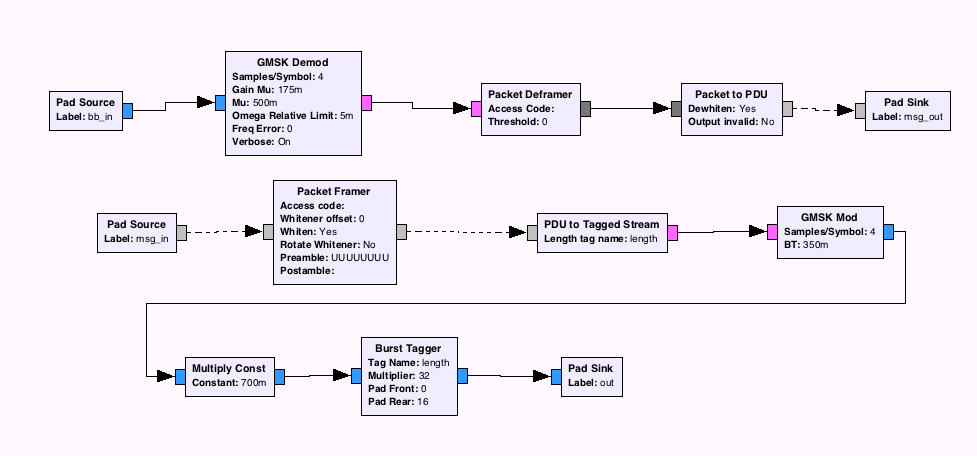 Pad Source
Label: bb_in
GMSK Demod
Samples/Symbol: 4
Gain Mu: 175m
Mu: 500m
Omega Relative Limit: 5m
Freq Error: 0
Verbose: On
Packet Deframer
Access Code:
Threshold: 0
Packet to PDU
Dewhiten: Yes
Output invalid: No
Pad Sink
Label: msg_out
Pad Source
Label: msg_in
Packet Framer
Access code:
Whitener offset: 0
Whiten: Yes
Rotate Whitener: No
Preamble: UUUUUUUU
Postamble:
PDU to Tagged Stream
Length tag name: length
GMSK Mod
Samples/Symbol: 4
BT: 350m
Multiply Const
Constant: 700m
Burst Tagger
Tag Name: length
Multiplier: 32
Pad Front: 0
Pad Rear: 16
Pad Sink
Label: out